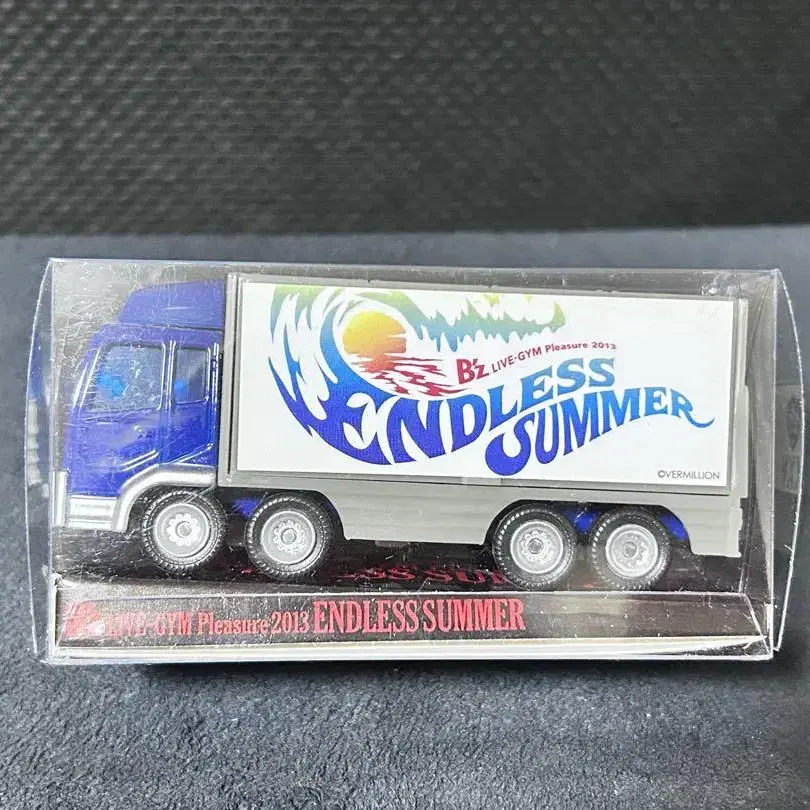 B'z LIVE-GYM Pleasure 2013
ENDLESS
SUMMER
©VERMILLION
LIVE-GYM Pleasure 2013 ENDLESS SUMMER